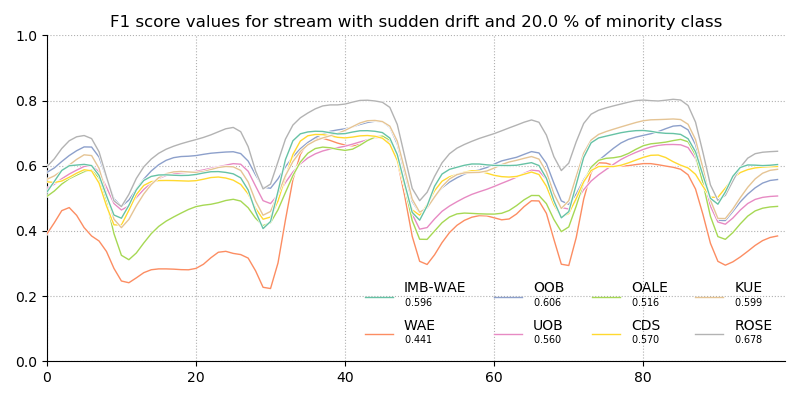 F1 score values for stream with sudden drift and 20.0 % of minority class
1.0
0.8
0.6
0.4
0.2
0.0
0 20 40 60 80
IMB-WAE OOB OALE KUE
0.596 0.606 0.516 0.599
WAE UOB CDS ROSE
0.441 0.560 0.570 0.678